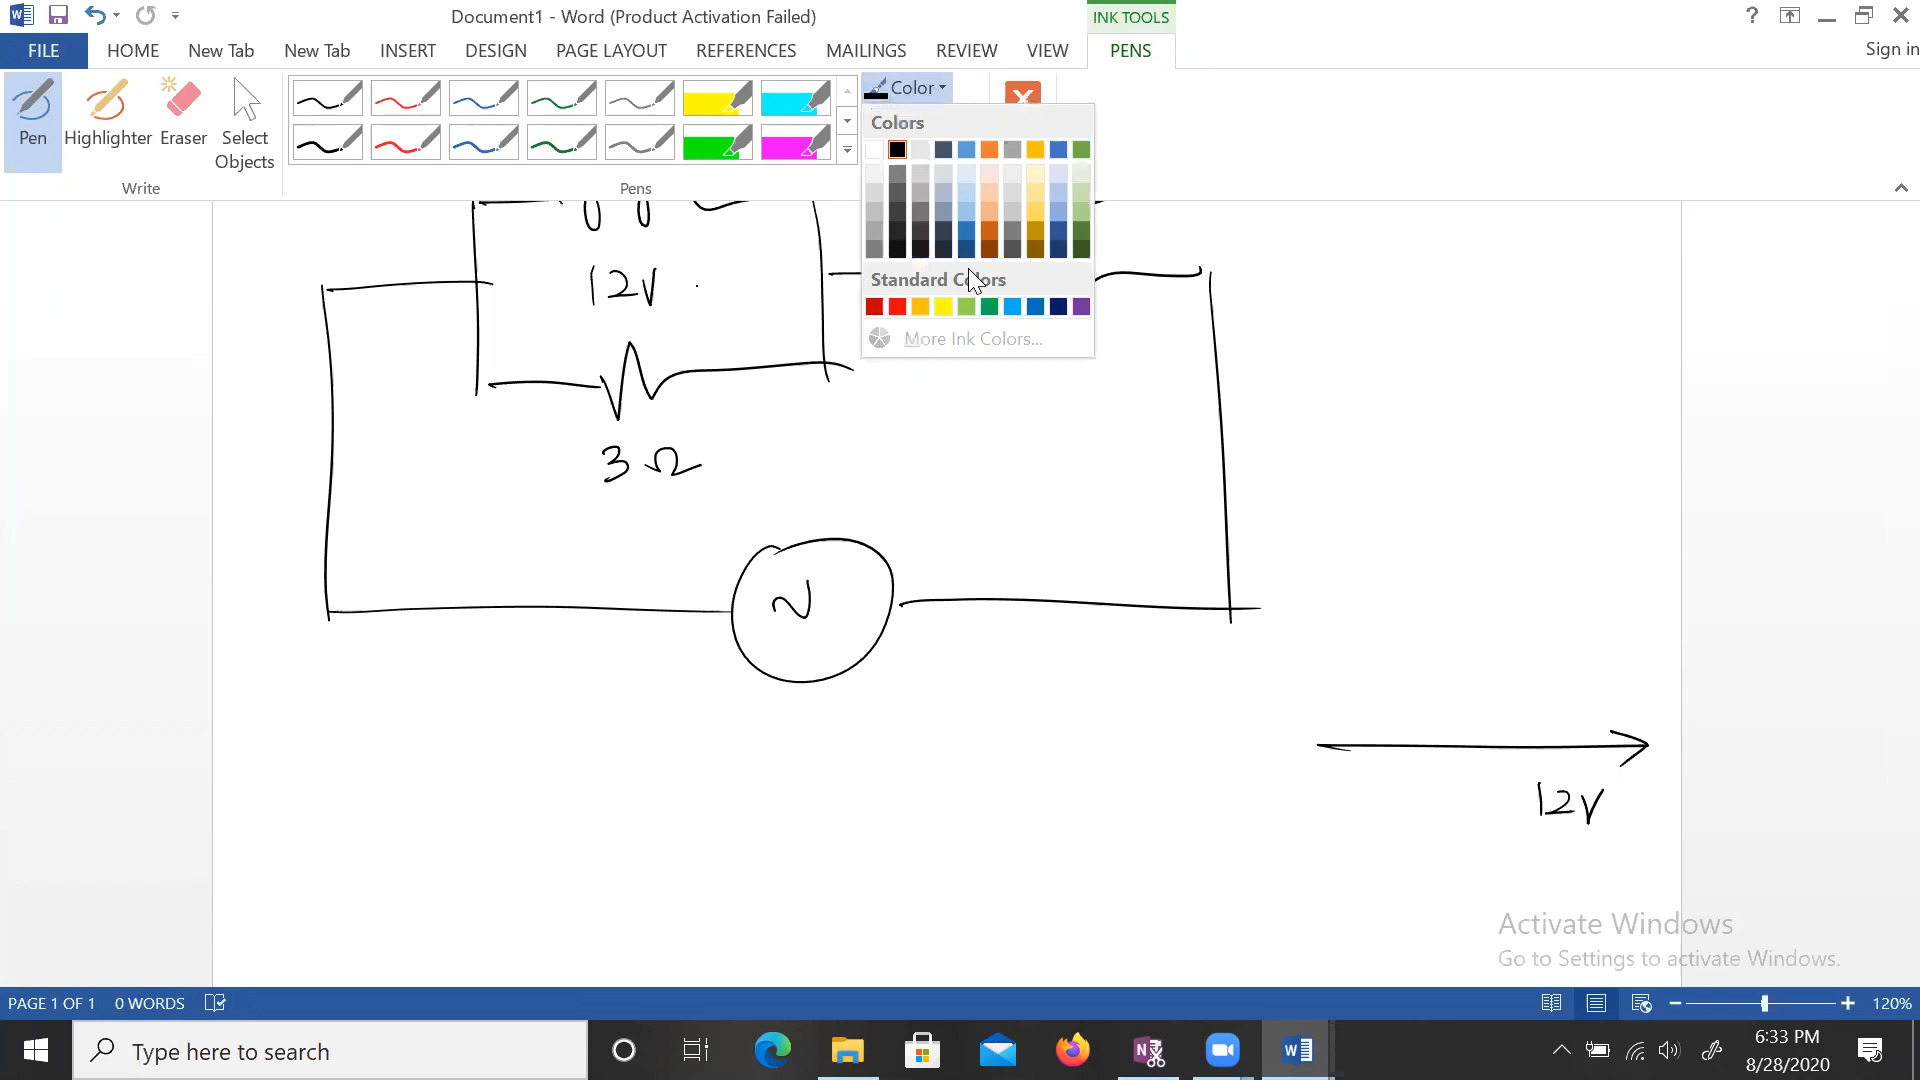 Document1 - Word (Product Activation Failed)
INK TOOLS
?
FILE
HOME
New Tab
New Tab
INSERT
DESIGN
PAGE LAYOUT
REFERENCES
MAILINGS
REVIEW
VIEW
PENS
Sign in
Pen
Highlighter
Eraser
Select
Objects
Color
Write
Pens
Colors
Standard Colors
More Ink Colors...
12V
3 Ω
12V
Activate Windows
Go to Settings to activate Windows.
PAGE 1 OF 1
0 WORDS
120%
Type here to search
6:33 PM
8/28/2020